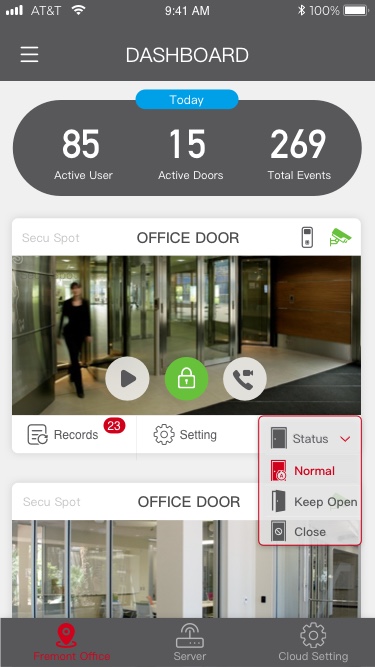 AT&T 9:41 AM 100%
DASHBOARD
Today
85 15 269
Active User Active Doors Total Events
Secu Spot OFFICE DOOR
Records 23 Setting Status
Normal
Keep Open
Close
Secu Spot OFFICE DOOR
Fremont Office Server Cloud Setting